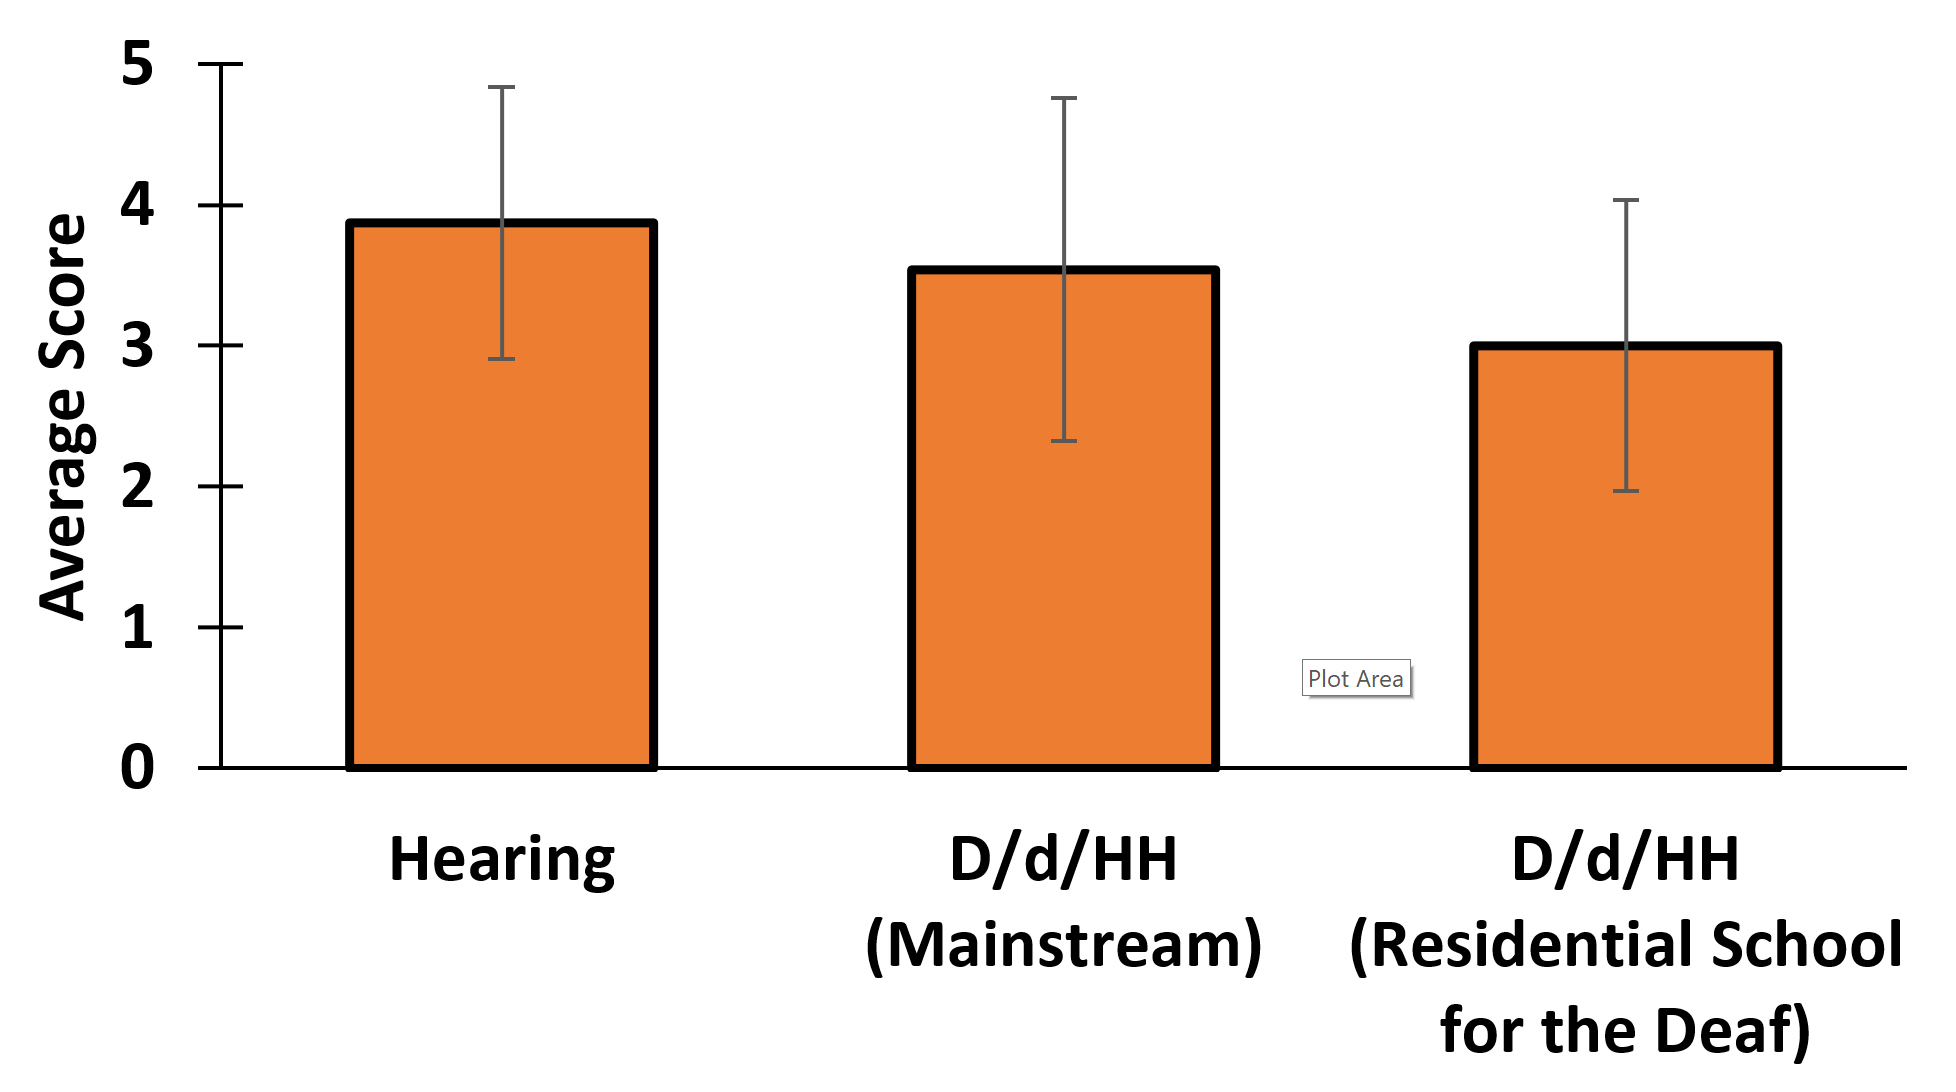 5
4
3
2
1
0
Average Score
Plot Area
Hearing
D/d/HH
(Mainstream)
D/d/HH
(Residential School
for the Deaf)